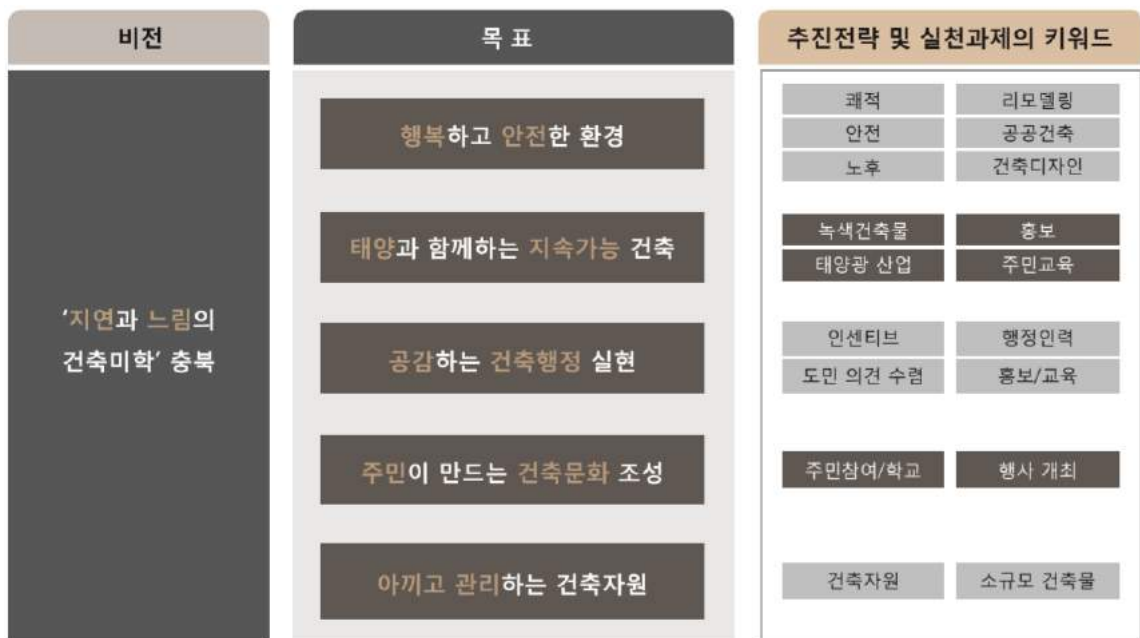 비전
목 표
추진전략 및 실천과제의 키워드
‘지연과 느림의
건축미학’ 충북
행복하고 안전한 환경
쾌적 리모델링
안전 공공건축
노후 건축디자인
태양과 함께하는 지속가능 건축
녹색건축물 홍보
태양광 산업 주민교육
공감하는 건축행정 실현
인센티브 행정인력
도민 의견 수렴 홍보/교육
주민이 만드는 건축문화 조성
주민참여/학교 행사 개최
아끼고 관리하는 건축자원
건축자원 소규모 건축물